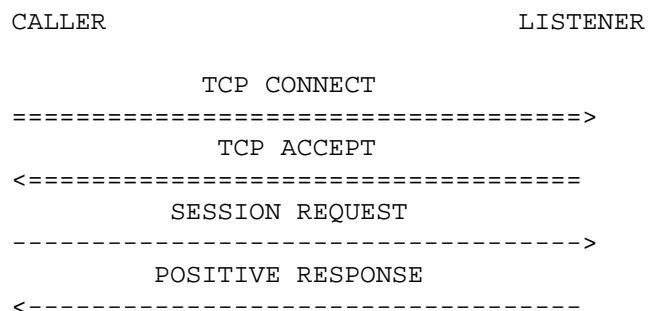 CALLER                          LISTENER
TCP CONNECT
====================================>
TCP ACCEPT
<===================================
SESSION REQUEST
------------------------------------>
POSITIVE RESPONSE
<-----------------------------------